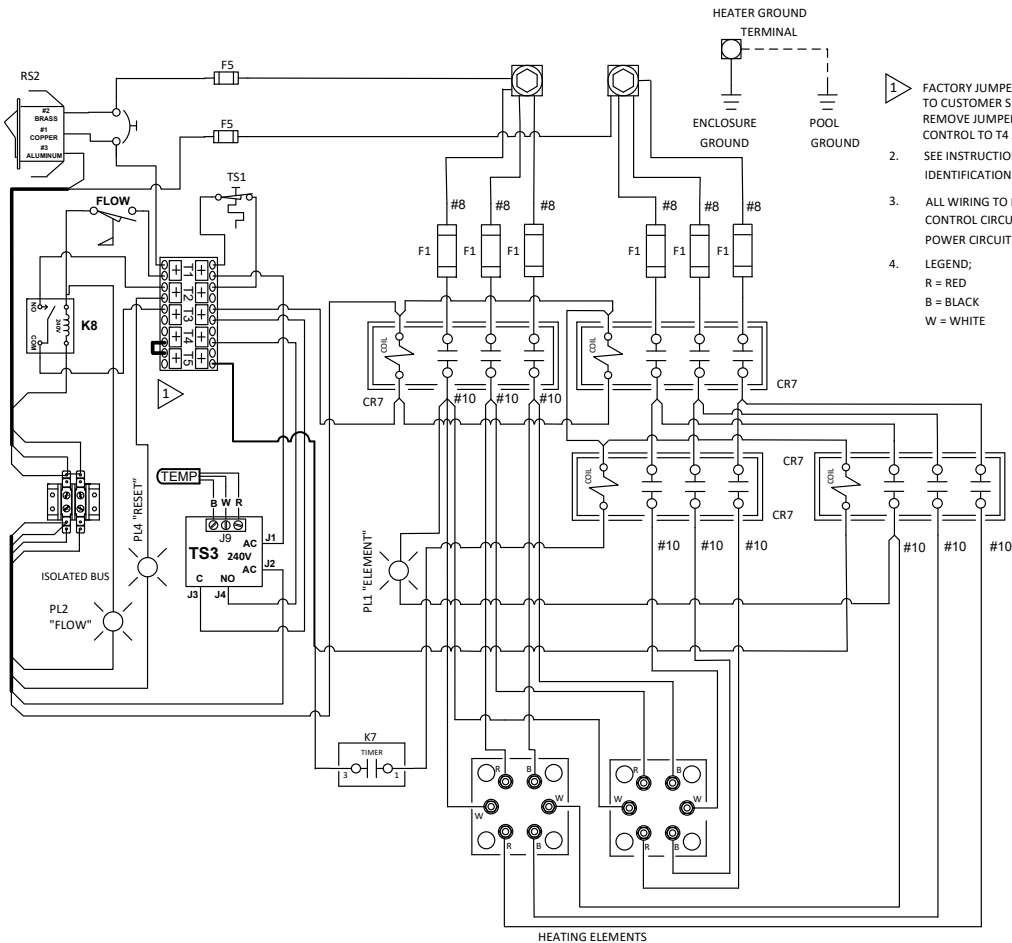 HEATER GROUND
TERMINAL
ENCLOSURE
GROUND
POOL
GROUND
1
FACTORY JUMPE
TO CUSTOMER S
REMOVE JUMPE
CONTROL TO T4
2. SEE INSTRUCTION
IDENTIFICATION
3. ALL WIRING TO
CONTROL CIRCU
POWER CIRCUIT
4. LEGEND;
R = RED
B = BLACK
W = WHITE
RS2
#2
BRASS
#1
COPPER
#3
ALUMINUM
F5
F5
TS1
FLOW
T1
T2
T3
T4
T5
1
NO
COM
240V
K8
#8
#8
#8
#8
F1
F1
F1
F1
F1
F1
COIL
COIL
CR7
CR7
#10
#10
COIL
CR7
COIL
CR7
#10
#10
#10
#10
#10
#10
TEMP
B W R
J9
TS3
240V
AC
AC
J1
J2
C
NO
J3
J4
ISOLATED BUS
PL4 "RESET"
PL2
"FLOW"
PL1 "ELEMENT"
K7
TIMER
3
1
R
B
W
W
R
B
R
B
W
W
R
B
HEATING ELEMENTS